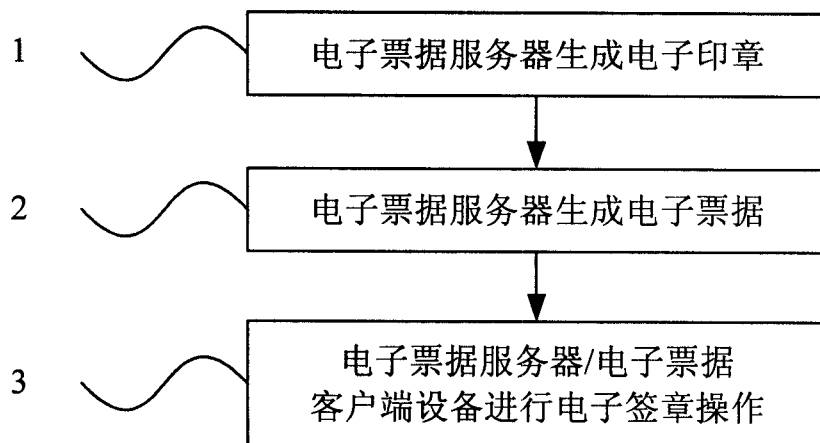 1
电子票据服务器生成电子印章
2
电子票据服务器生成电子票据
3
电子票据服务器/电子票据
客户端设备进行电子签章操作